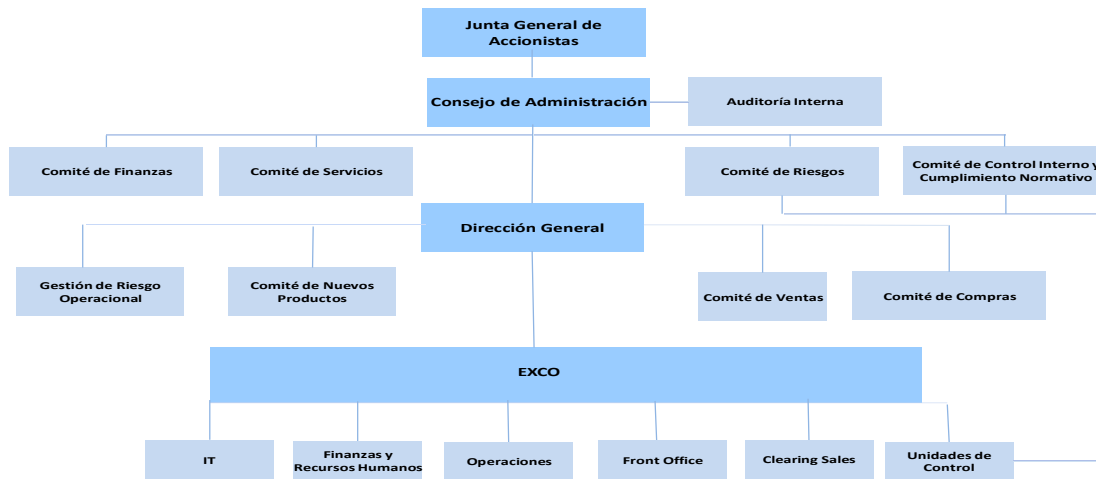 Junta General de
Accionistas
Consejo de Administración
Auditoría Interna
Comité de Finanzas
Comité de Servicios
Comité de Riesgos
Comité de Control Interno y
Cumplimiento Normativo
Dirección General
Gestión de Riesgo
Operacional
Comité de Nuevos
Productos
Comité de Ventas
Comité de Compras
EXCO
IT
Finanzas y
Recursos Humanos
Operaciones
Front Office
Clearing Sales
Unidades de
Control